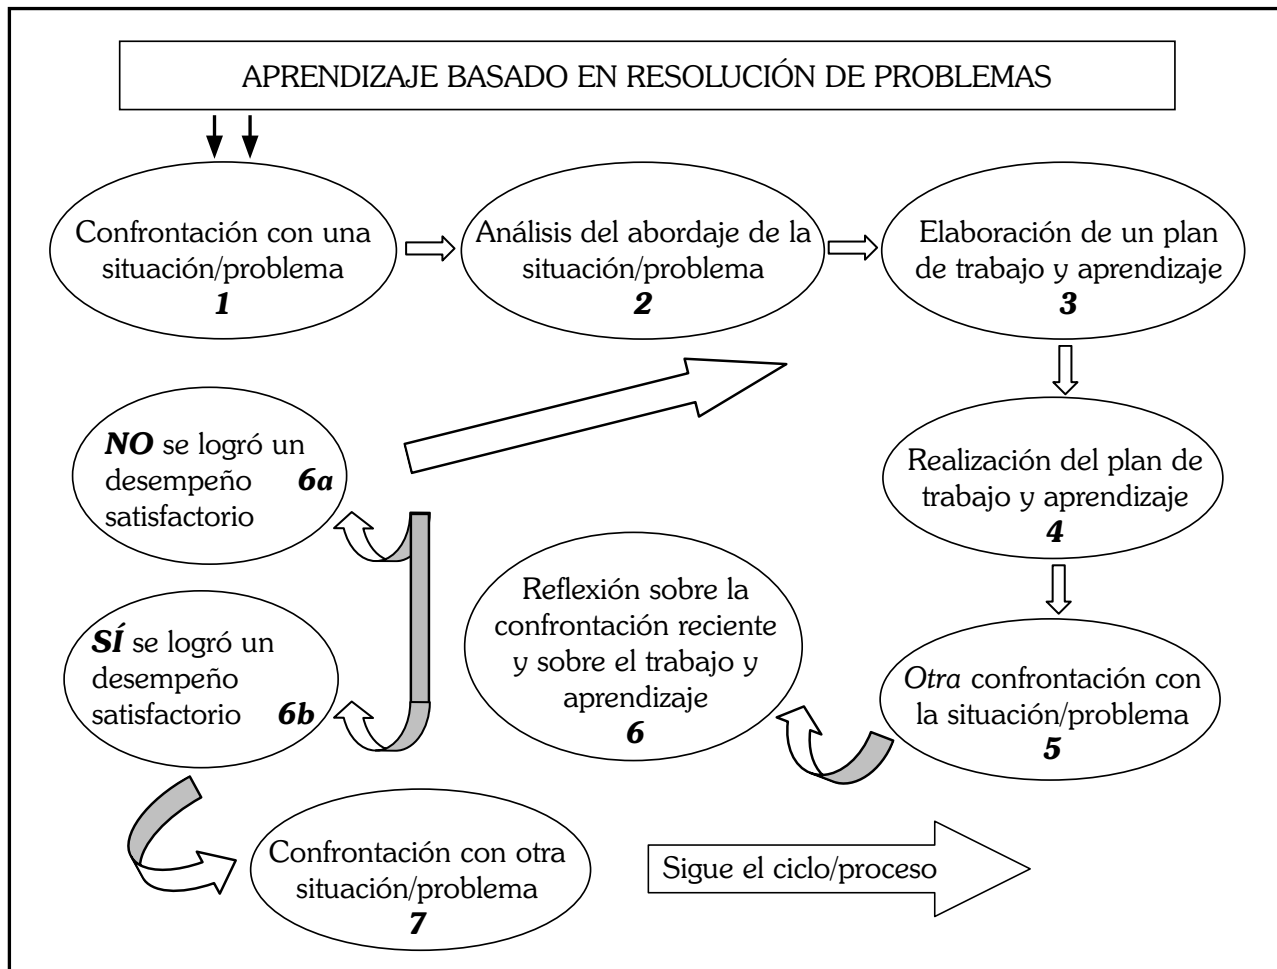 APRENDIZAJE BASADO EN RESOLUCIÓN DE PROBLEMAS
Confrontación con una
situación/problema
1
Análisis del abordaje de la
situación/problema
2
Elaboración de un plan
de trabajo y aprendizaje
3
Realización del plan de
trabajo y aprendizaje
4
Otra confrontación con
la situación/problema
5
Reflexión sobre la
confrontación reciente
y sobre el trabajo y
aprendizaje
6
NO se logró un
desempeño 6a
satisfactorio
SÍ se logró un
desempeño
satisfactorio 6b
Confrontación con otra
situación/problema
7
Sigue el ciclo/proceso